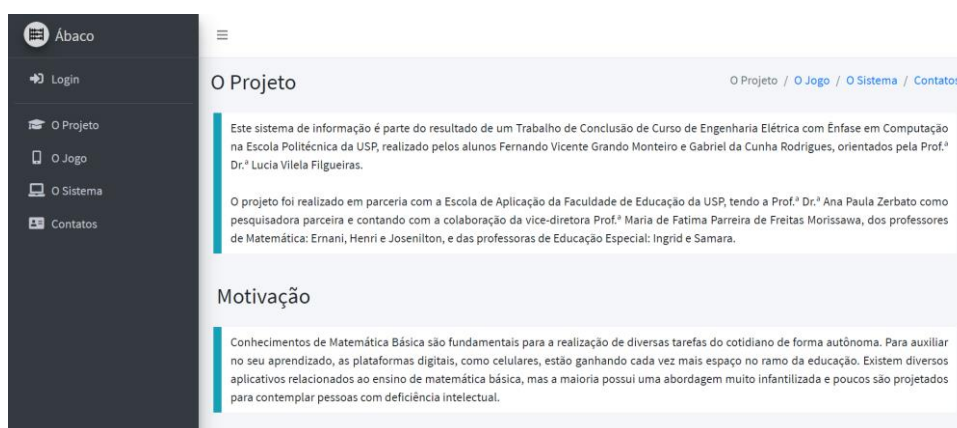 Ábaco
Login
O Projeto
O Jogo
O Sistema
Contatos
O Projeto
O Projeto / O Jogo / O Sistema / Contatos
Este sistema de informação é parte do resultado de um Trabalho de Conclusão de Curso de Engenharia Elétrica com Ênfase em Computação
na Escola Politécnica da USP, realizado pelos alunos Fernando Vicente Grando Monteiro e Gabriel da Cunha Rodrigues, orientados pela Prof.ª
Dr.ª Lucia Vilela Filgueiras.
O projeto foi realizado em parceria com a Escola de Aplicação da Faculdade de Educação da USP, tendo a Prof.ª Dr.ª Ana Paula Zerbato como
pesquisadora parceira e contando com a colaboração da vice-diretora Prof.ª Maria de Fatima Parreira de Freitas Morissawa, dos professores
de Matemática: Ernani, Henri e Josenilton, e das professoras de Educação Especial: Ingrid e Samara.
Motivação
Conhecimentos de Matemática Básica são fundamentais para a realização de diversas tarefas do cotidiano de forma autônoma. Para auxiliar
no seu aprendizado, as plataformas digitais, como celulares, estão ganhando cada vez mais espaço no ramo da educação. Existem diversos
aplicativos relacionados ao ensino de matemática básica, mas a maioria possui uma abordagem muito infantilizada e poucos são projetados
para contemplar pessoas com deficiência intelectual.